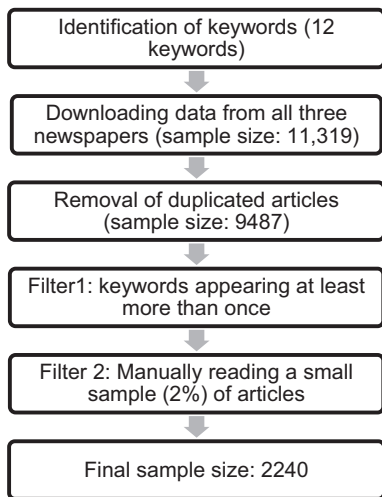 Identification of keywords (12
keywords)
Downloading data from all three
newspapers (sample size: 11,319)
Removal of duplicated articles
(sample size: 9487)
Filter1: keywords appearing at least
more than once
Filter 2: Manually reading a small
sample (2%) of articles
Final sample size: 2240